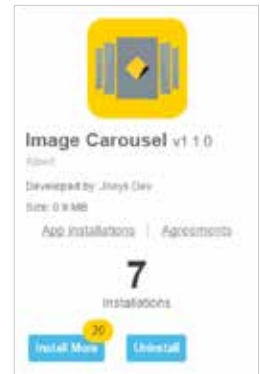 Image Carousel v1 1 0
Developed by Jnsys Dev
Size: 0.9 MB
App Installations | Agreements
7
Installations
20
Install More Uninstall